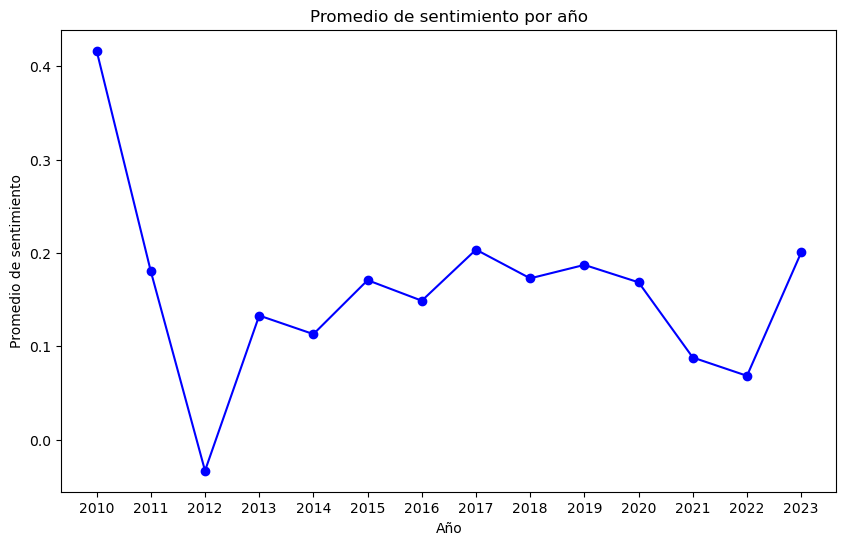 Promedio de sentimiento por año
Promedio de sentimiento
0.4
0.3
0.2
0.1
0.0
2010 2011 2012 2013 2014 2015 2016 2017 2018 2019 2020 2021 2022 2023
Año